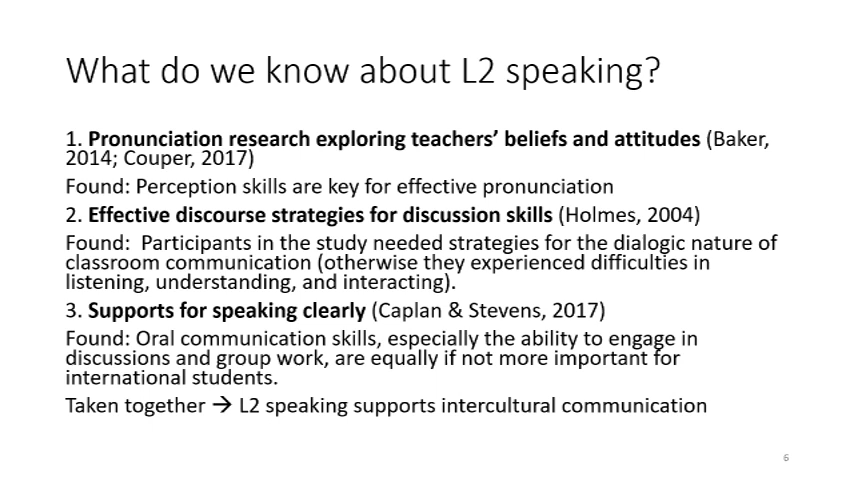 What do we know about L2 speaking?
1. Pronunciation research exploring teachers' beliefs and attitudes (Baker,
2014; Couper, 2017)
Found: Perception skills are key for effective pronunciation
2. Effective discourse strategies for discussion skills (Holmes, 2004)
Found:  Participants in the study needed strategies for the dialogic nature of
classroom communication (otherwise they experienced difficulties in
listening, understanding, and interacting).
3. Supports for speaking clearly (Caplan & Stevens, 2017)
Found: Oral communication skills, especially the ability to engage in
discussions and group work, are equally if not more important for
international students.
Taken together → L2 speaking supports intercultural communication
6